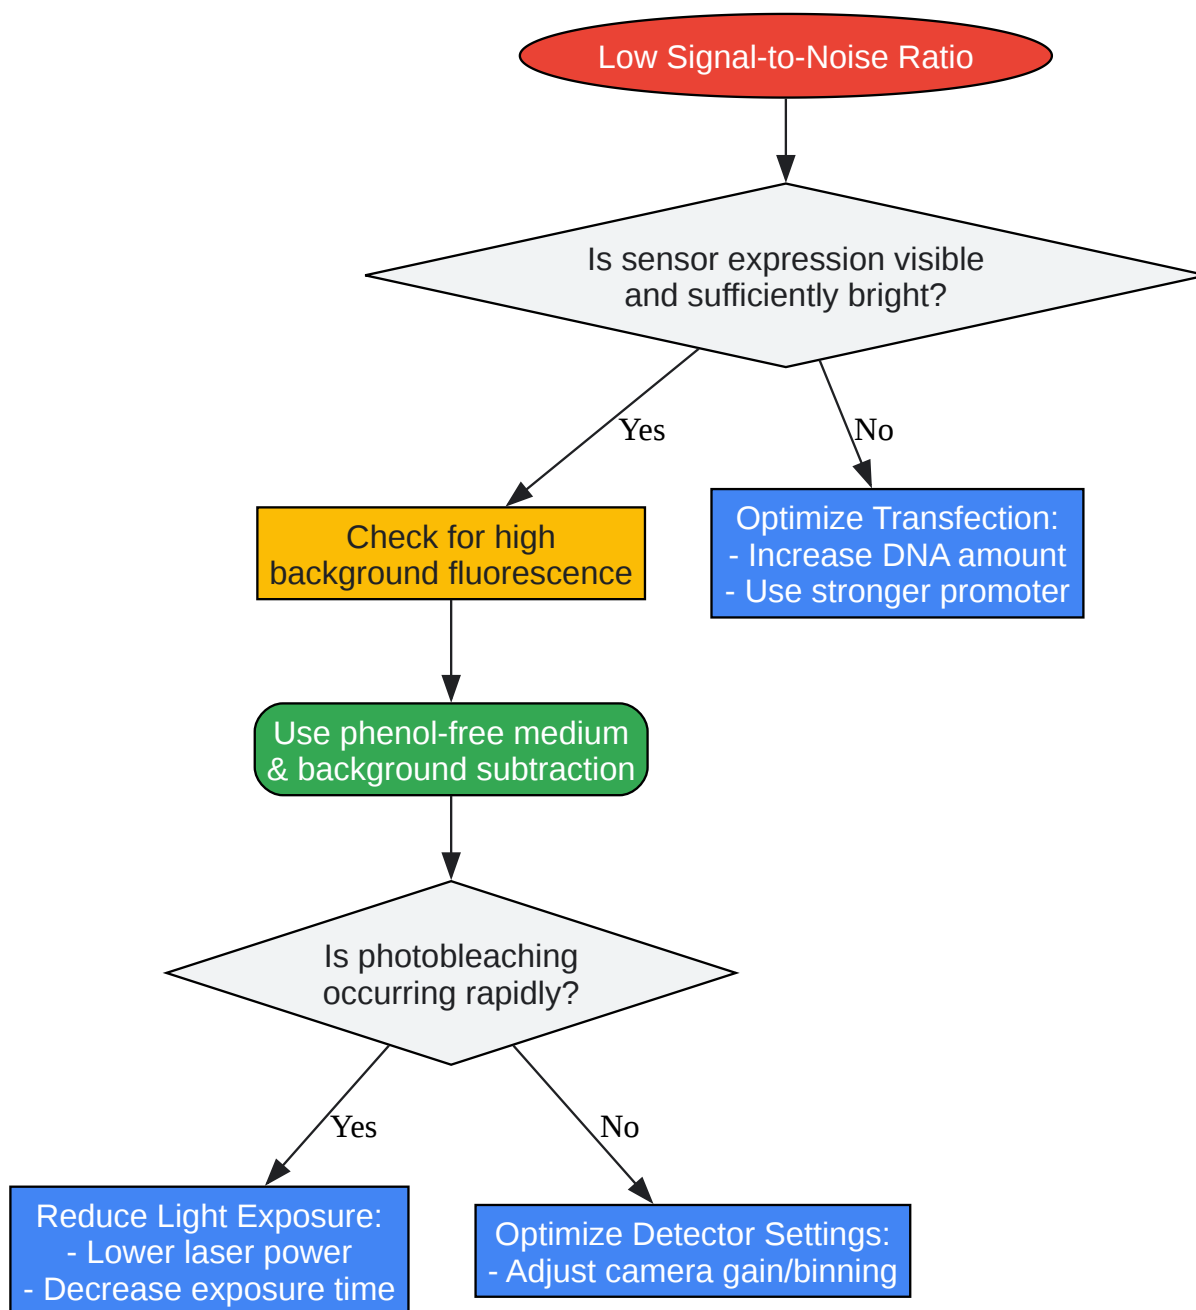 Low Signal-to-Noise Ratio
Is sensor expression visible
and sufficiently bright?
Yes
No
Check for high
background fluorescence
Optimize Transfection:
- Increase DNA amount
- Use stronger promoter
Use phenol-free medium
& background subtraction
Is photobleaching
occurring rapidly?
Yes
No
Reduce Light Exposure:
- Lower laser power
- Decrease exposure time
Optimize Detector Settings:
- Adjust camera gain/binning